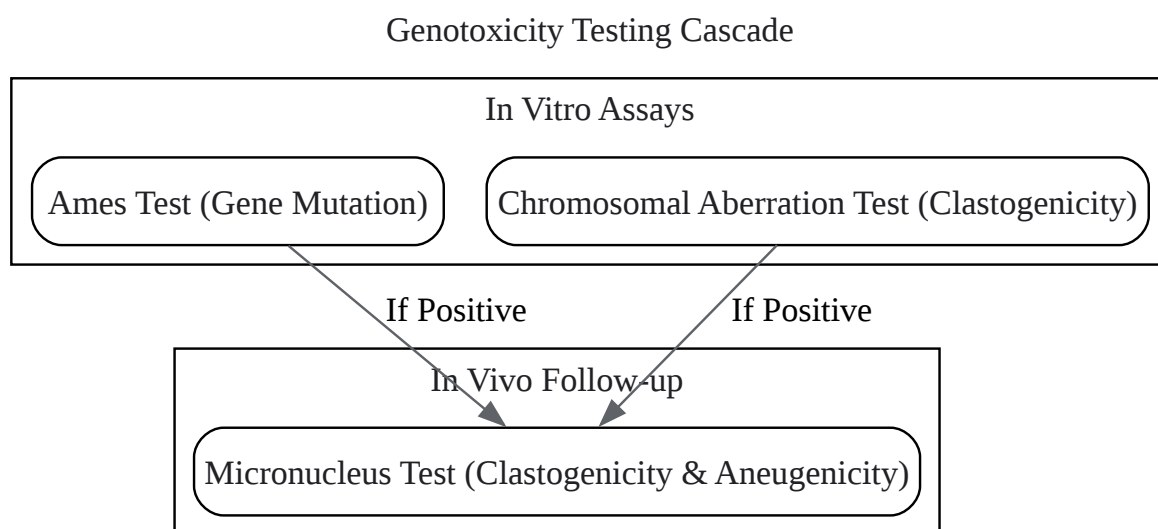 Genotoxicity Testing Cascade
In Vitro Assays
Ames Test (Gene Mutation)
Chromosomal Aberration Test (Clastogenicity)
If Positive
If Positive
In Vivo Follow-up
Micronucleus Test (Clastogenicity & Aneugenicity)